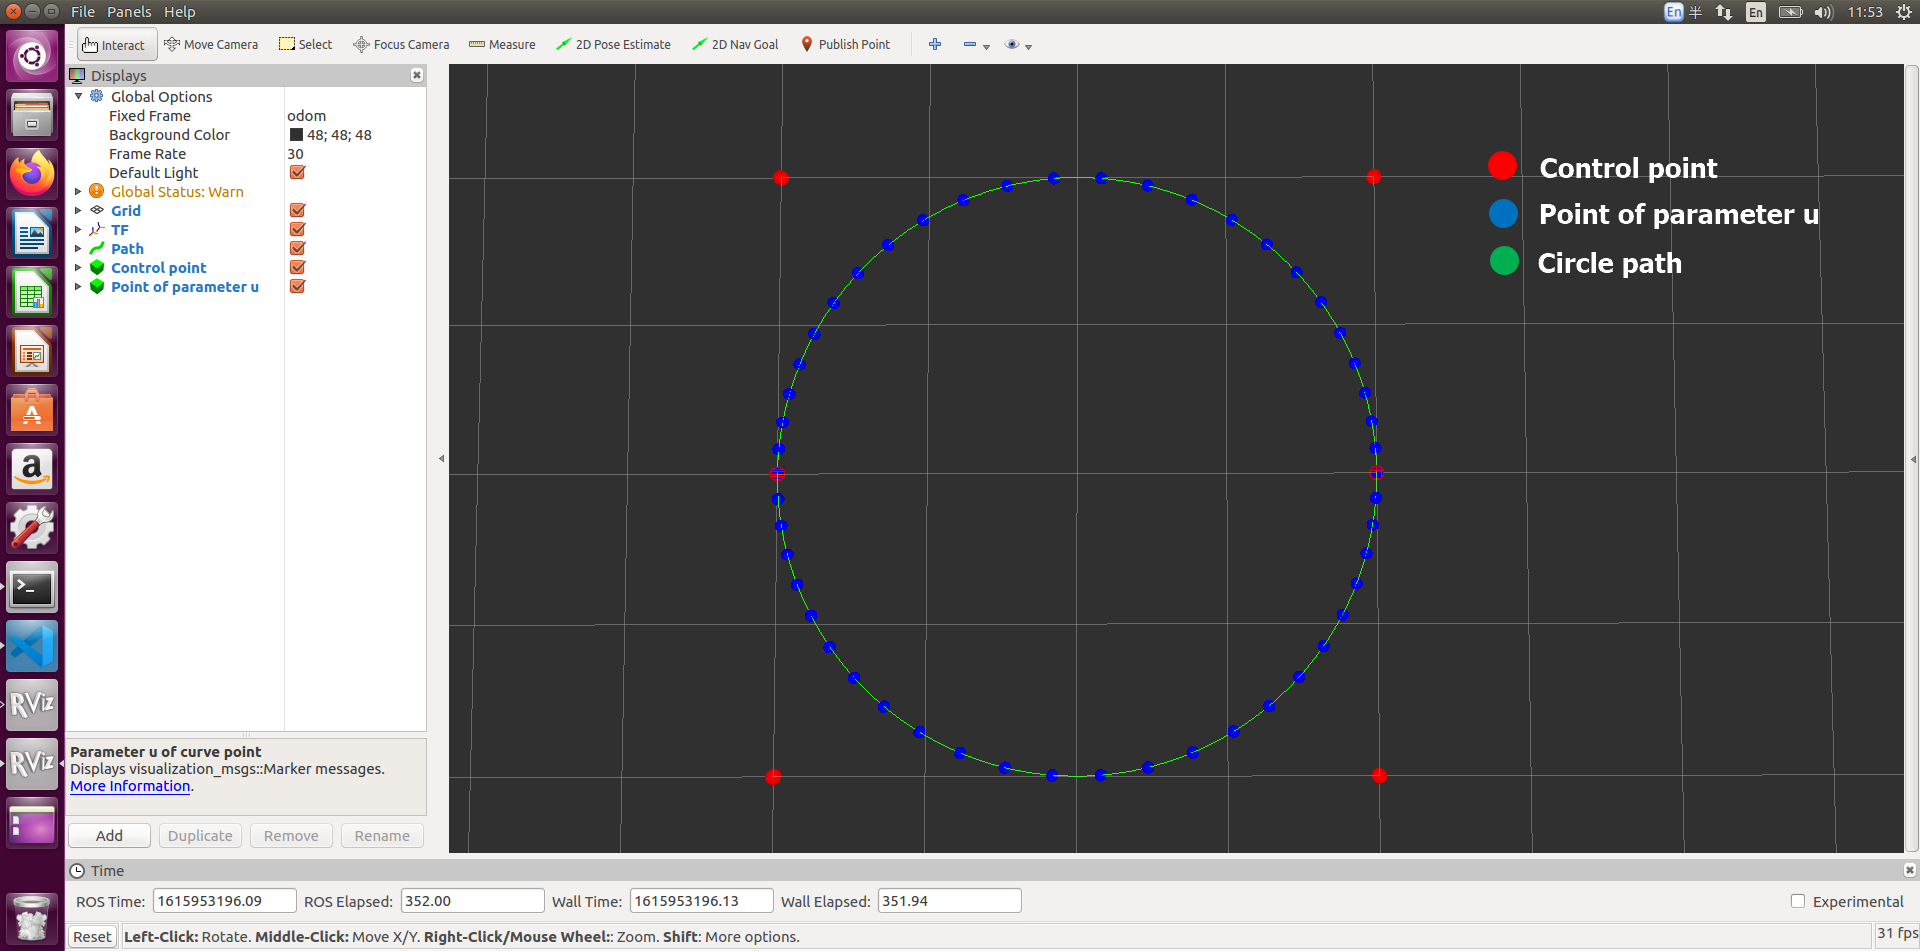 File Panels Help
En 半 En 11:53
Interact Move Camera Select Focus Camera Measure 2D Pose Estimate 2D Nav Goal Publish Point
Displays
Global Options
Fixed Frame odom
Background Color 48; 48; 48
Frame Rate 30
Default Light
Global Status: Warn
Grid
TF
Path
Control point
Point of parameter u
Control point
Point of parameter u
Circle path
A
a
>_
RViz
RViz
Parameter u of curve point
Displays visualization_msgs::Marker messages.
More Information.
Add Duplicate Remove Rename
Time
ROS Time: 1615953196.09 ROS Elapsed: 352.00 Wall Time: 1615953196.13 Wall Elapsed: 351.94 Experimental
Reset Left-Click: Rotate. Middle-Click: Move X/Y. Right-Click/Mouse Wheel:: Zoom. Shift: More options. 31 fps